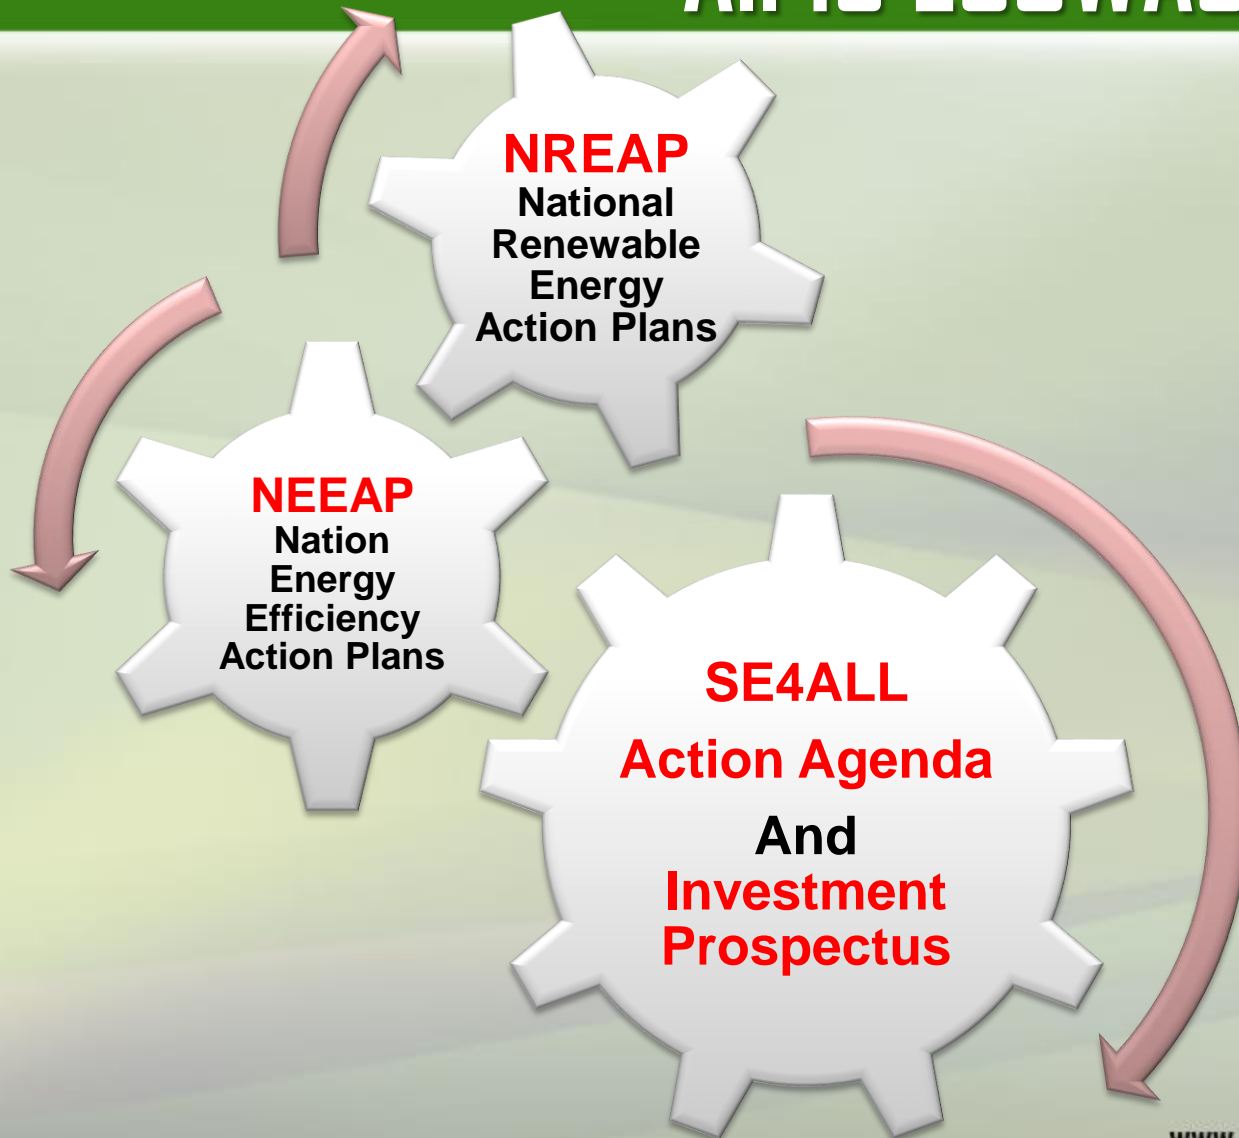 NREAP
National
Renewable
Energy
Action Plans
NEEAP
Nation
Energy
Efficiency
Action Plans
SE4ALL
Action Agenda
And
Investment
Prospectus